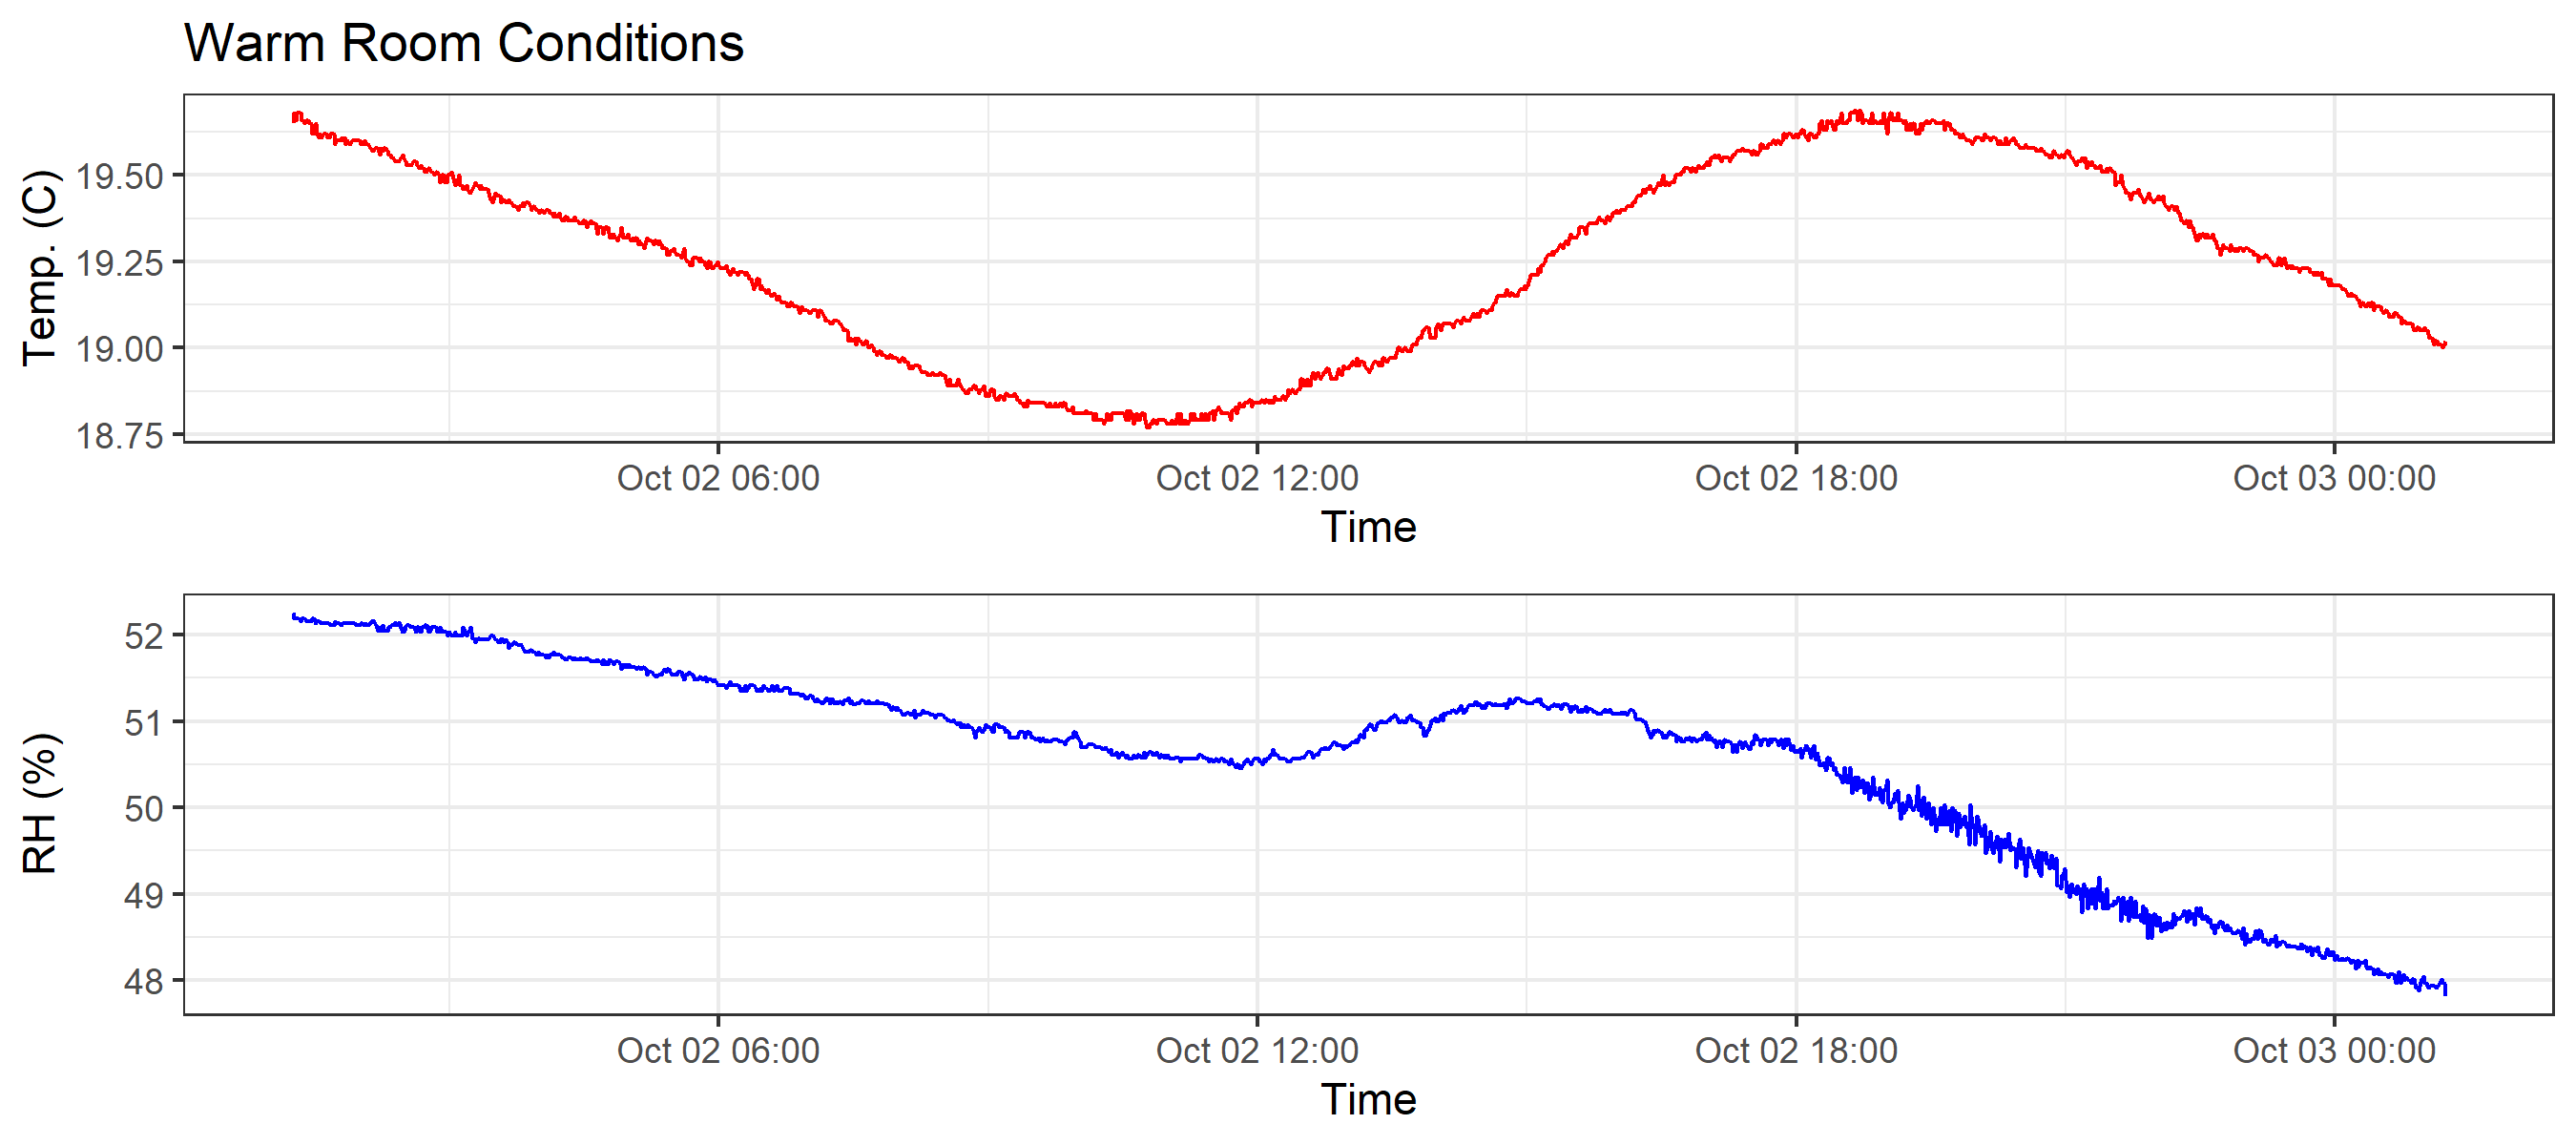 Warm Room Conditions
Temp. (C)
19.50
19.25
19.00
18.75
Oct 02 06:00 Oct 02 12:00 Oct 02 18:00 Oct 03 00:00
Time
RH (%)
52
51
50
49
48
Oct 02 06:00 Oct 02 12:00 Oct 02 18:00 Oct 03 00:00
Time